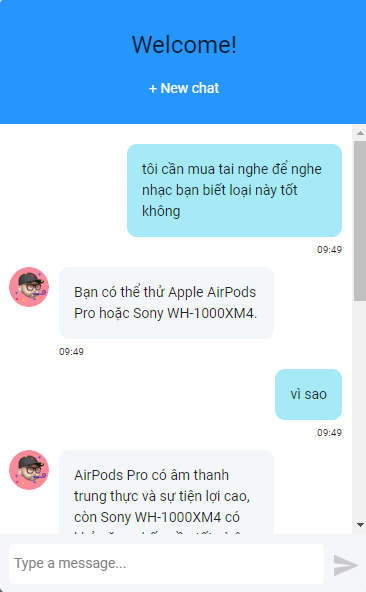 Welcome!
+ New chat
tôi cần mua tai nghe để nghe
nhạc bạn biết loại này tốt
không
09:49
Bạn có thể thử Apple AirPods
Pro hoặc Sony WH-1000XM4.
09:49
vì sao
09:49
AirPods Pro có âm thanh
trung thực và sự tiện lợi cao,
còn Sony WH-1000XM4 có
Type a message...